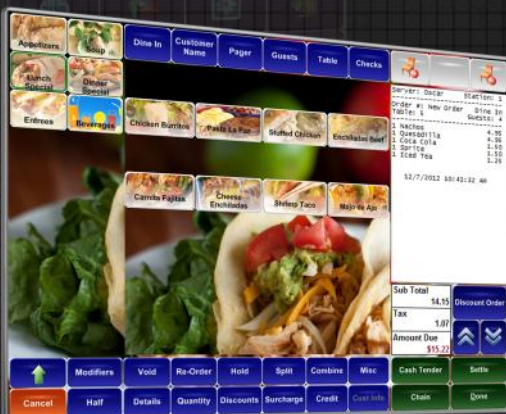 Appetizers
Soup
Lunch Special
Dinner Special
Entrees
Beverages
Dine In
Customer Name
Pager
Guests
Table
Checks
Chicken Burritos
Pasta La Paz
Stuffed Chicken
Enchiladas Beef
Carnita Fajitas
Cheese Enchiladas
Shrimp Taco
Mojo de Ajo
Server: Oscar Station: 1
Order #: New Order Dine In
Table: 6 Guests: 4
1 Nachos 4.95
1 Quesadilla 4.95
1 Coca Cola 1.50
1 Sprite 1.50
1 Iced Tea 1.25
12/7/2012 10:41:32 AM
Sub Total
14.15
Tax
1.07
Amount Due
$15.22
Discount Order
Modifiers
Void
Re-Order
Hold
Split
Combine
Misc
Cash Tender
Settle
Cancel
Half
Details
Quantity
Discounts
Surcharge
Credit
Cust Info
Chain
Done